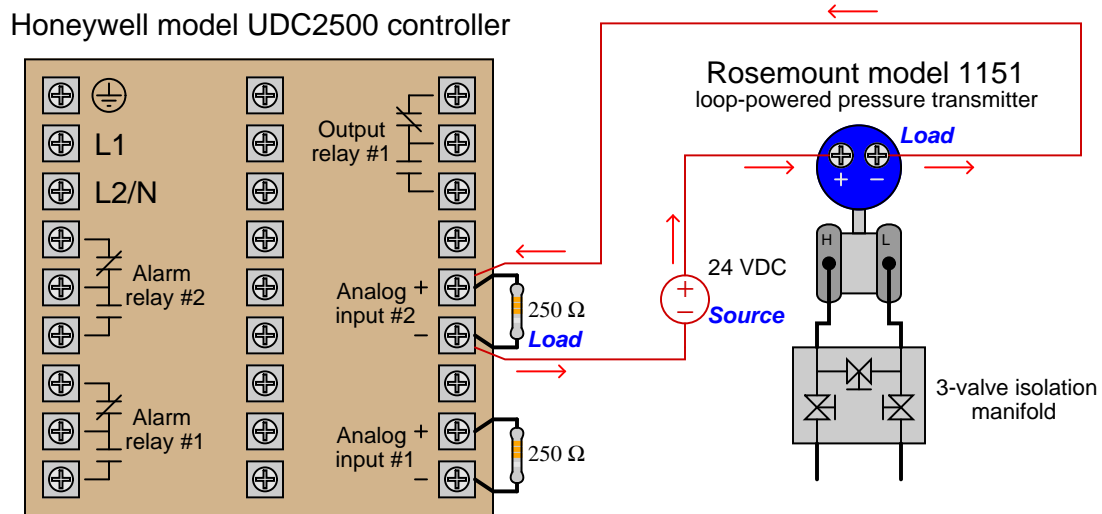 Honeywell model UDC2500 controller
L1
L2/N
Alarm
relay #2
Alarm
relay #1
Output
relay #1
Analog +
input #2
−
Analog +
input #1
−
250 Ω
Load
250 Ω
24 VDC
+
−
Source
Rosemount model 1151
loop-powered pressure transmitter
Load
+ −
H L
3-valve isolation
manifold